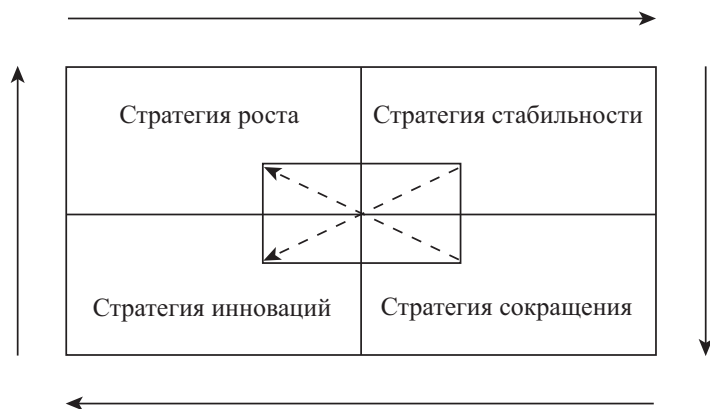 Стратегия роста
Стратегия стабильности
Стратегия инноваций
Стратегия сокращения